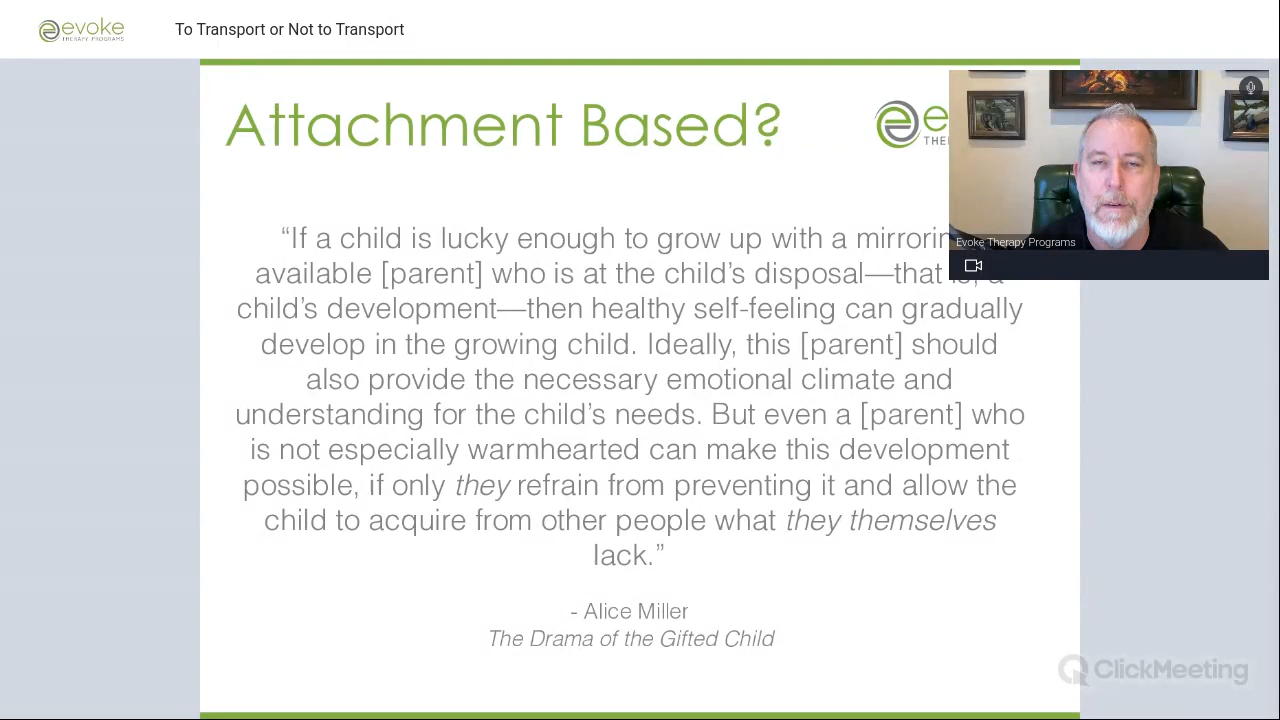 evoke
THERAPY PROGRAMS
To Transport or Not to Transport
Attachment Based?
e
THE
Evoke Therapy Programs
“If a child is lucky enough to grow up with a
available [parent] who is at the child’s disposal—that
child’s development—then healthy self-feeling can gradually
develop in the growing child. Ideally, this [parent] should
also provide the necessary emotional climate and
understanding for the child’s needs. But even a [parent] who
is not especially warmhearted can make this development
possible, if only they refrain from preventing it and allow the
child to acquire from other people what they themselves
lack.”
- Alice Miller
The Drama of the Gifted Child
ClickMeeting